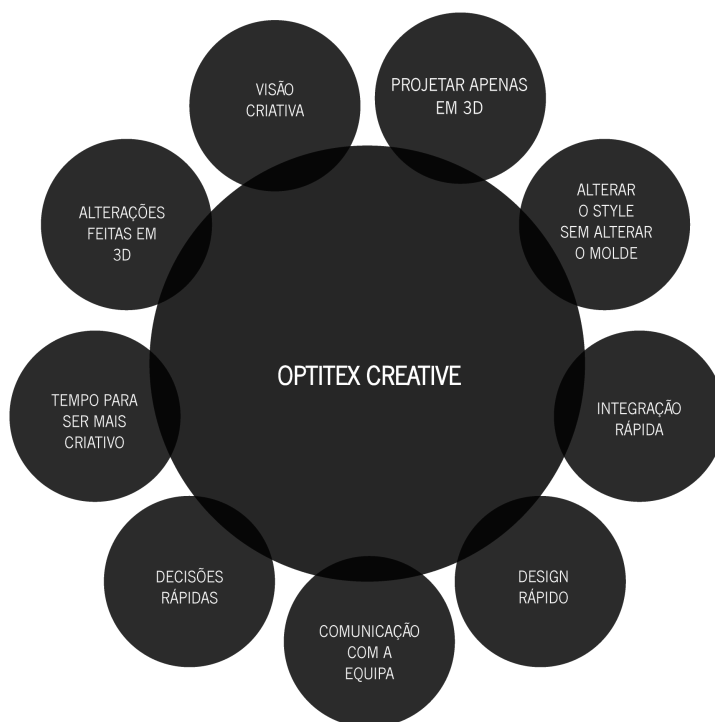 VISÃO
CRIATIVA
PROJETAR APENAS
EM 3D
ALTERAR
O STYLE
SEM ALTERAR
O MOLDE
INTEGRAÇÃO
RÁPIDA
DESIGN
RÁPIDO
COMUNICAÇÃO
COM A
EQUIPA
DECISÕES
RÁPIDAS
TEMPO PARA
SER MAIS
CRIATIVO
ALTERAÇÕES
FEITAS EM
3D
OPTITEX CREATIVE